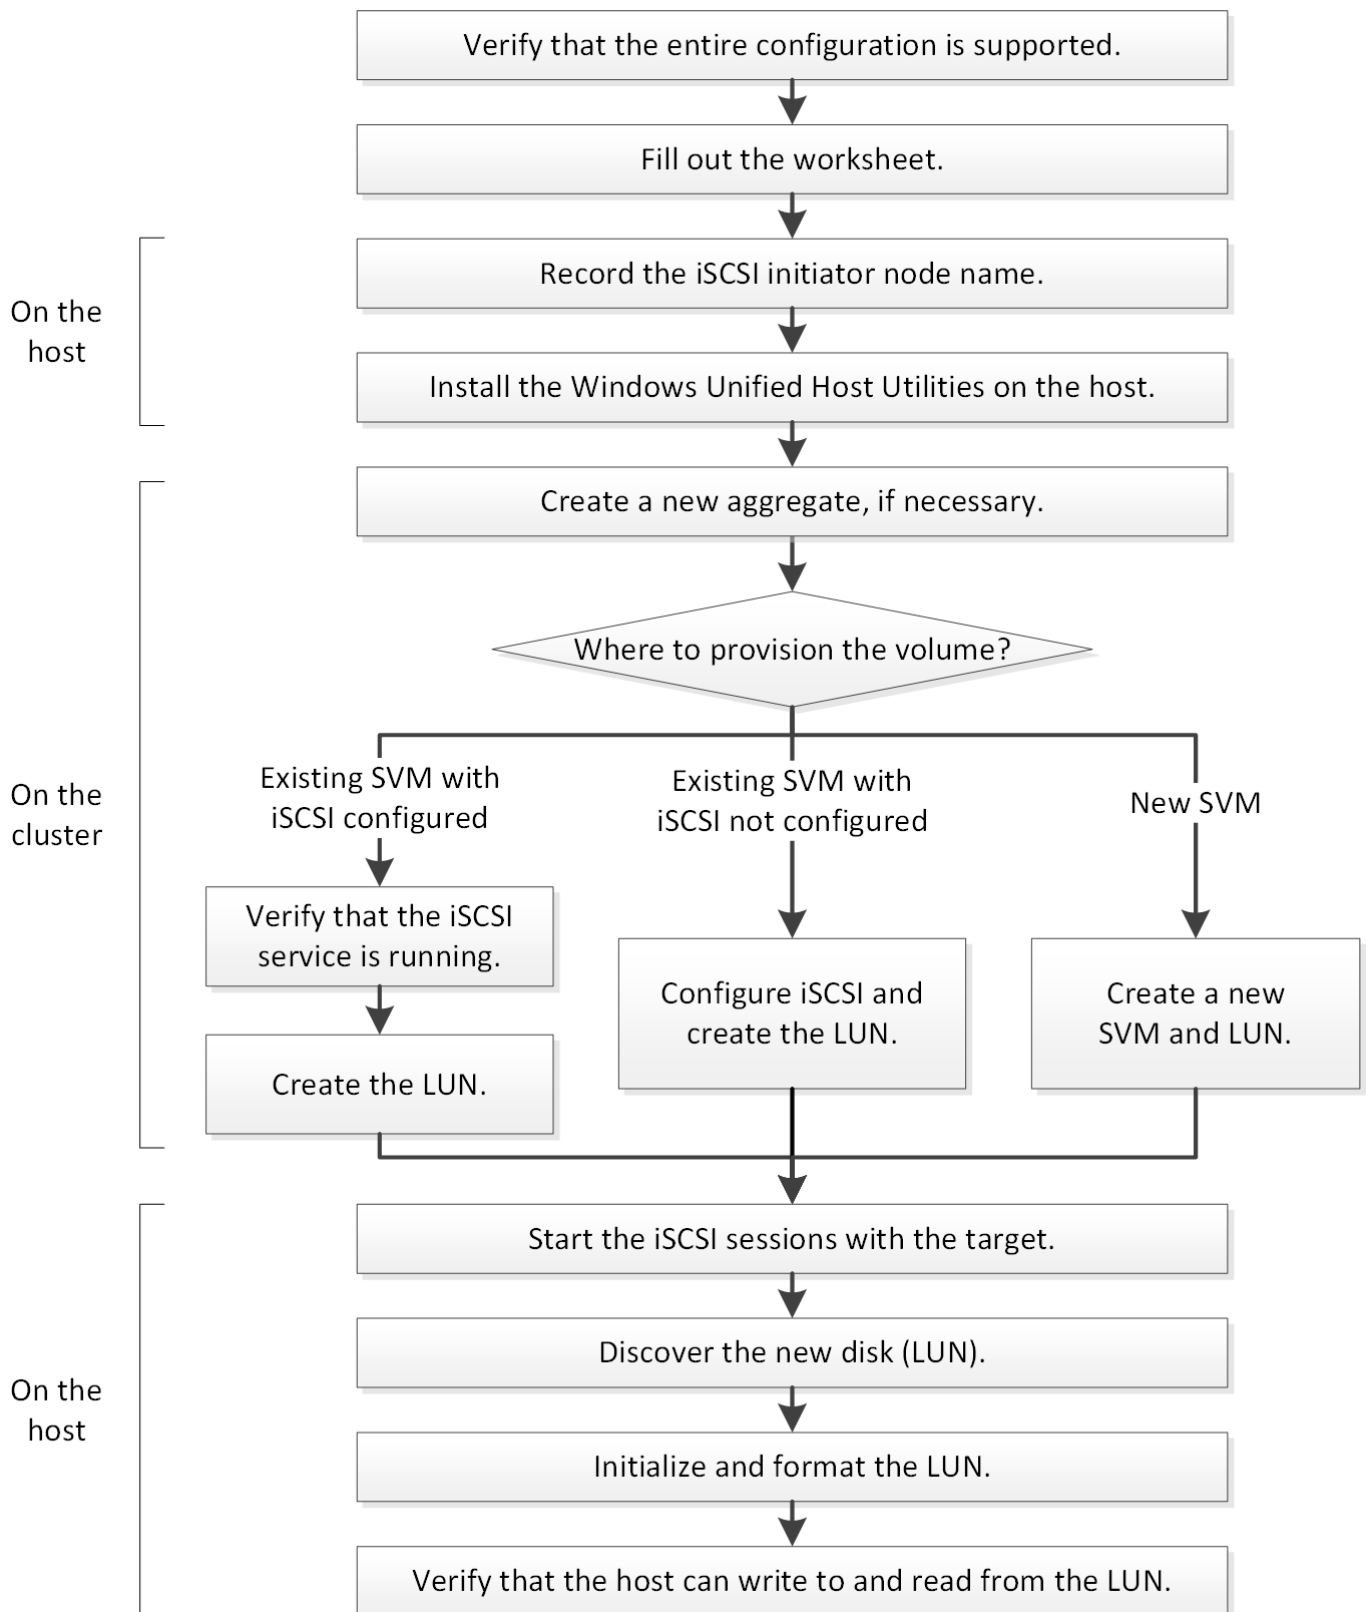 Verify that the entire configuration is supported.
Fill out the worksheet.
On the
host
Record the iSCSI initiator node name.
Install the Windows Unified Host Utilities on the host.
On the
cluster
Create a new aggregate, if necessary.
Where to provision the volume?
Existing SVM with
iSCSI configured
Existing SVM with
iSCSI not configured
New SVM
Verify that the iSCSI
service is running.
Create the LUN.
Configure iSCSI and
create the LUN.
Create a new
SVM and LUN.
On the
host
Start the iSCSI sessions with the target.
Discover the new disk (LUN).
Initialize and format the LUN.
Verify that the host can write to and read from the LUN.